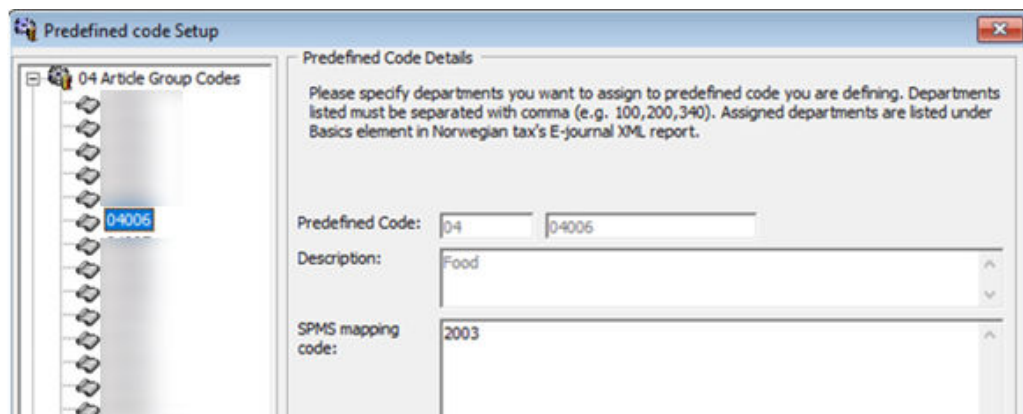 Predefined code Setup
04 Article Group Codes
04006
Predefined Code Details
Please specify departments you want to assign to predefined code you are defining. Departments
listed must be separated with comma (e.g. 100,200,340). Assigned departments are listed under
Basics element in Norwegian tax's E-journal XML report.
Predefined Code:
04
04006
Description:
Food
SPMS mapping
code:
2003